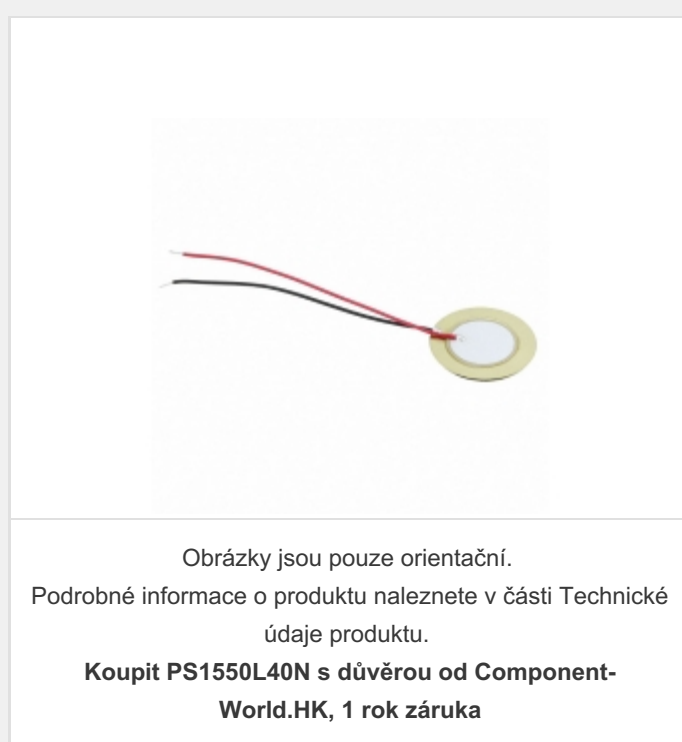 Obrázky jsou pouze orientační.
Podrobné informace o produktu naleznete v části Technické
údaje produktu.
Koupit PS1550L40N s důvěrou od Component-
World.HK, 1 rok záruka